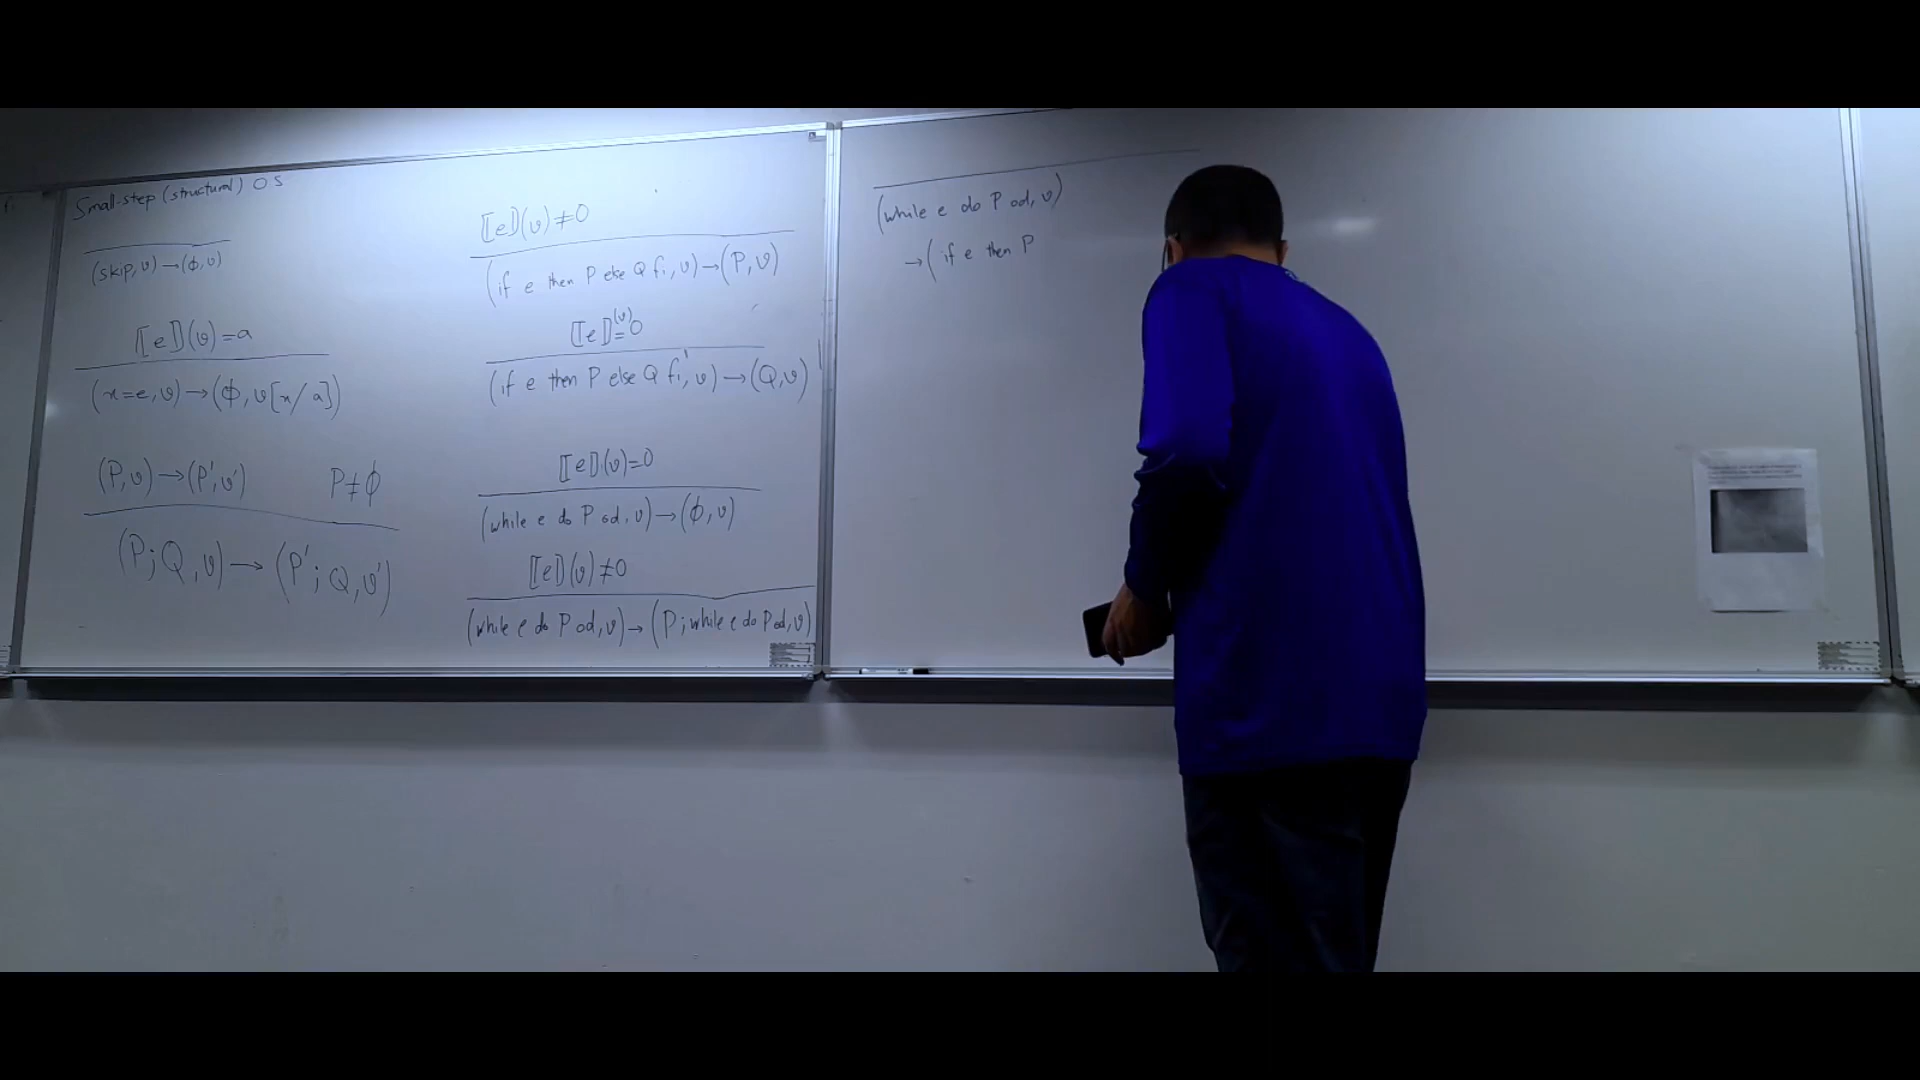 Small-step (structural) OS
(skip, v) → (ϕ, v)
⟦e⟧(v) = a
(x=e, v) → (ϕ, v[x/a])
(P, v) → (P', v')    P ≠ ϕ
(P; Q, v) → (P'; Q, v')
⟦e⟧(v) ≠ 0
(if e then P else Q fi, v) → (P, v)
⟦e⟧(v) = 0
(if e then P else Q fi, v) → (Q, v)
⟦e⟧(v) = 0
(while e do P od, v) → (ϕ, v)
⟦e⟧(v) ≠ 0
(while e do P od, v) → (P; while e do P od, v)
(while e do P od, v)
→ (if e then P